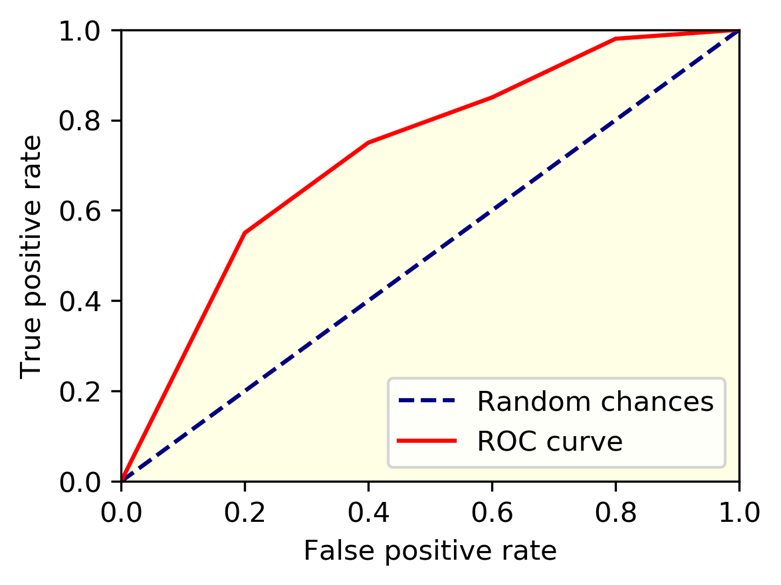 1.0
0.8
0.6
0.4
0.2
0.0
True positive rate
Random chances
ROC curve
0.0 0.2 0.4 0.6 0.8 1.0
False positive rate